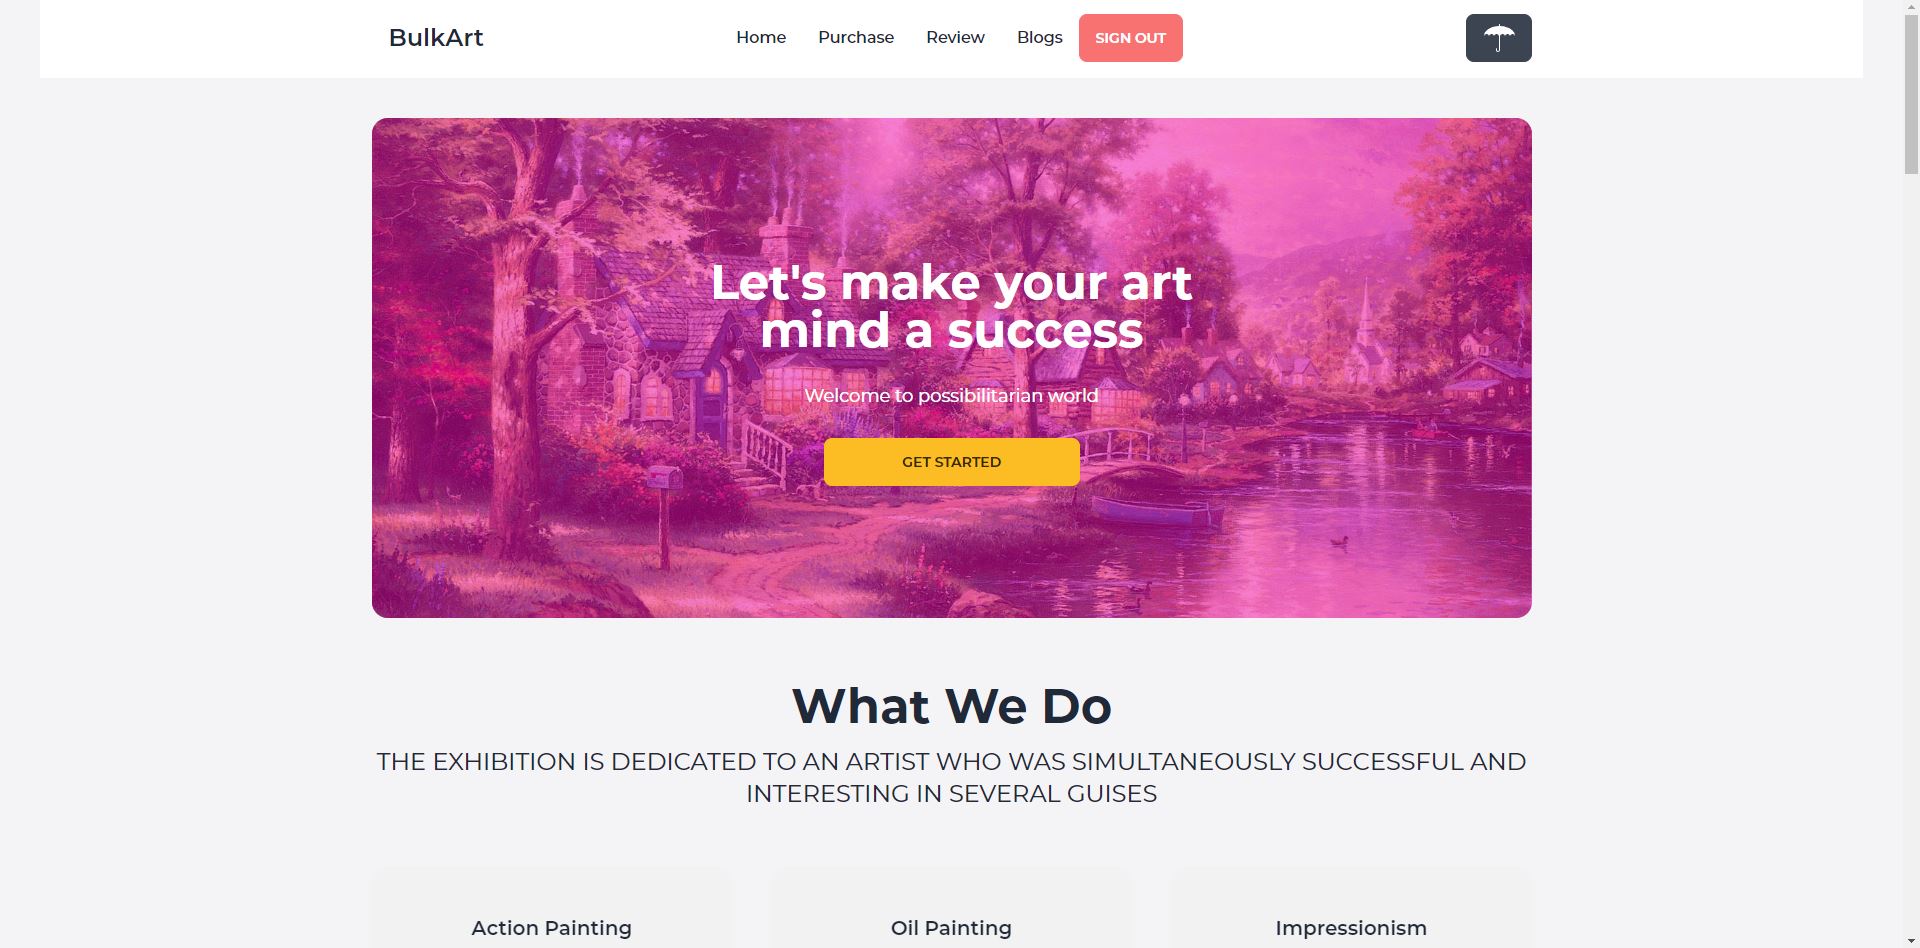 BulkArt
Home Purchase Review Blogs SIGN OUT
Let's make your art
mind a success
Welcome to possibilitarian world
GET STARTED
What We Do
THE EXHIBITION IS DEDICATED TO AN ARTIST WHO WAS SIMULTANEOUSLY SUCCESSFUL AND
INTERESTING IN SEVERAL GUISES
Action Painting Oil Painting Impressionism